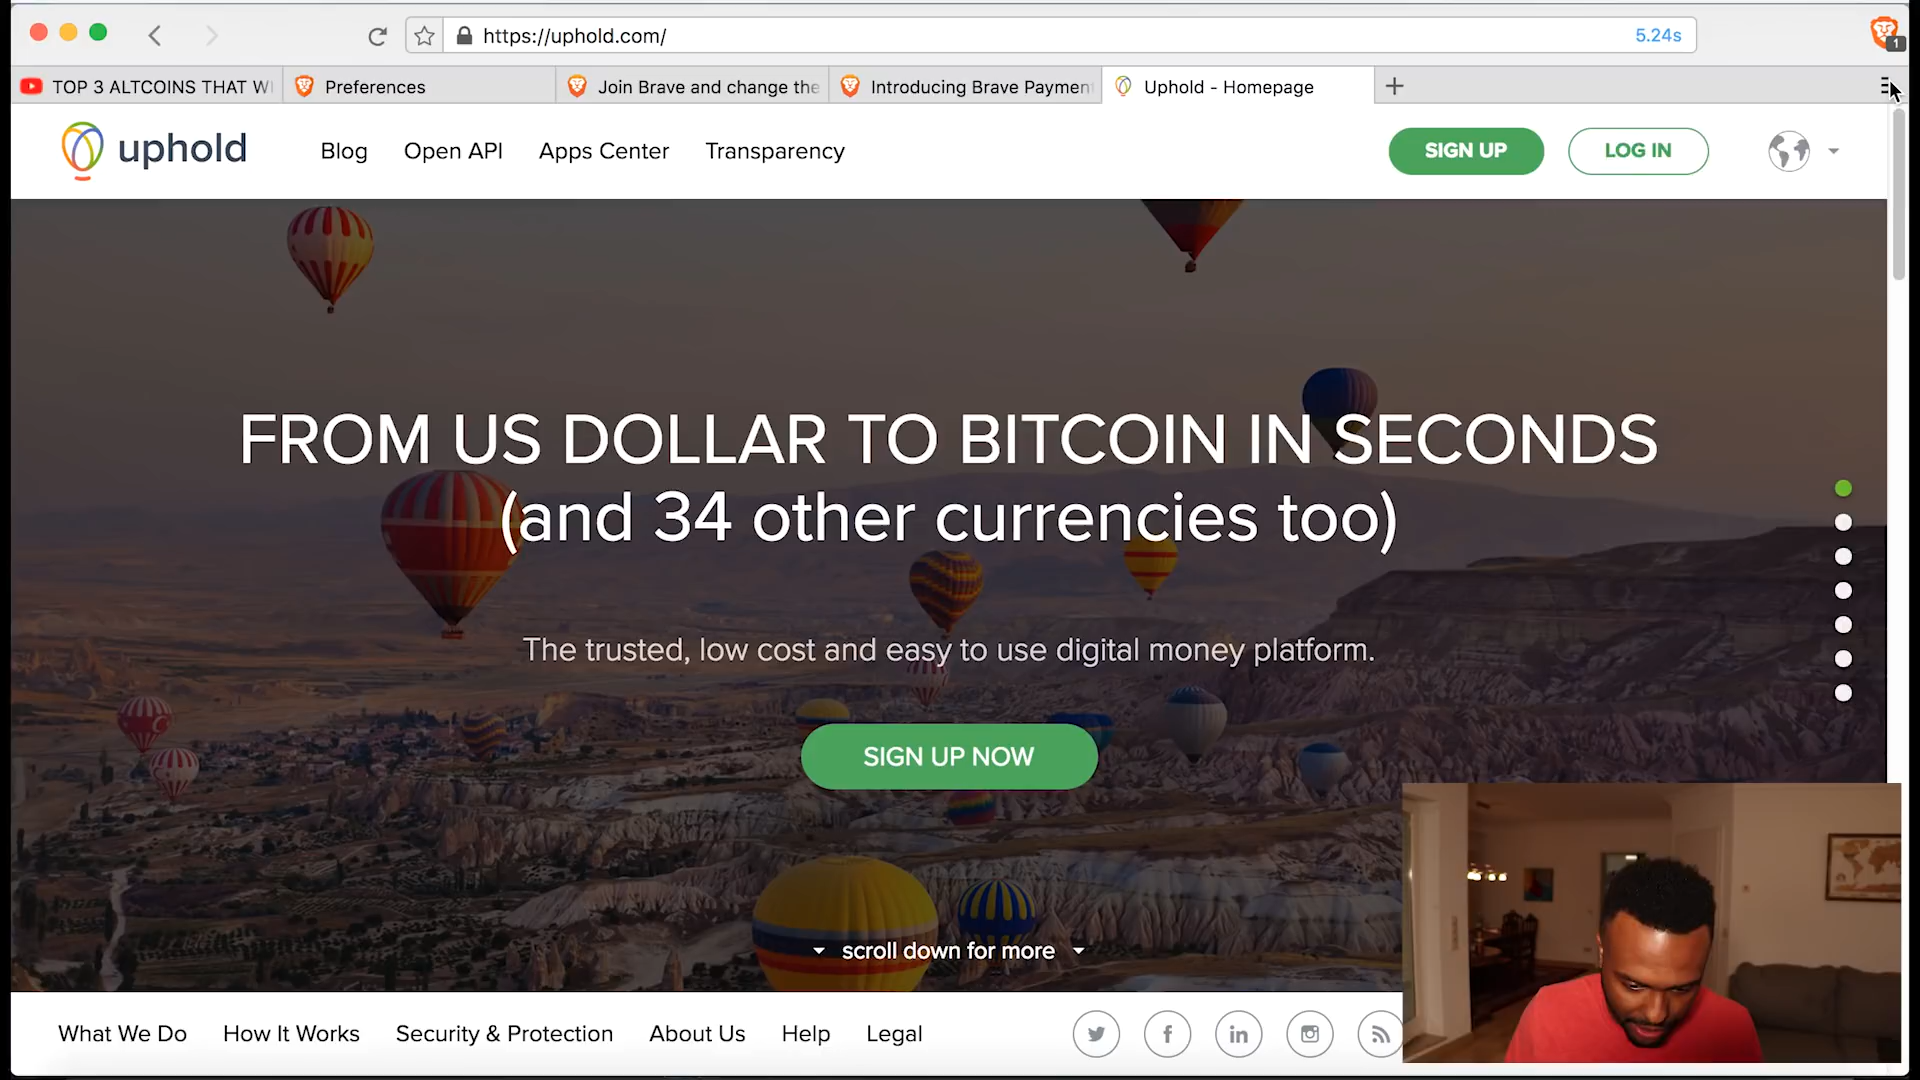 https://uphold.com/
5.24s
1
TOP 3 ALTCOINS THAT W
Preferences
Join Brave and change the
Introducing Brave Paymen
Uphold - Homepage
uphold
Blog
Open API
Apps Center
Transparency
SIGN UP
LOG IN
FROM US DOLLAR TO BITCOIN IN SECONDS
(and 34 other currencies too)
The trusted, low cost and easy to use digital money platform.
SIGN UP NOW
scroll down for more
What We Do
How It Works
Security & Protection
About Us
Help
Legal